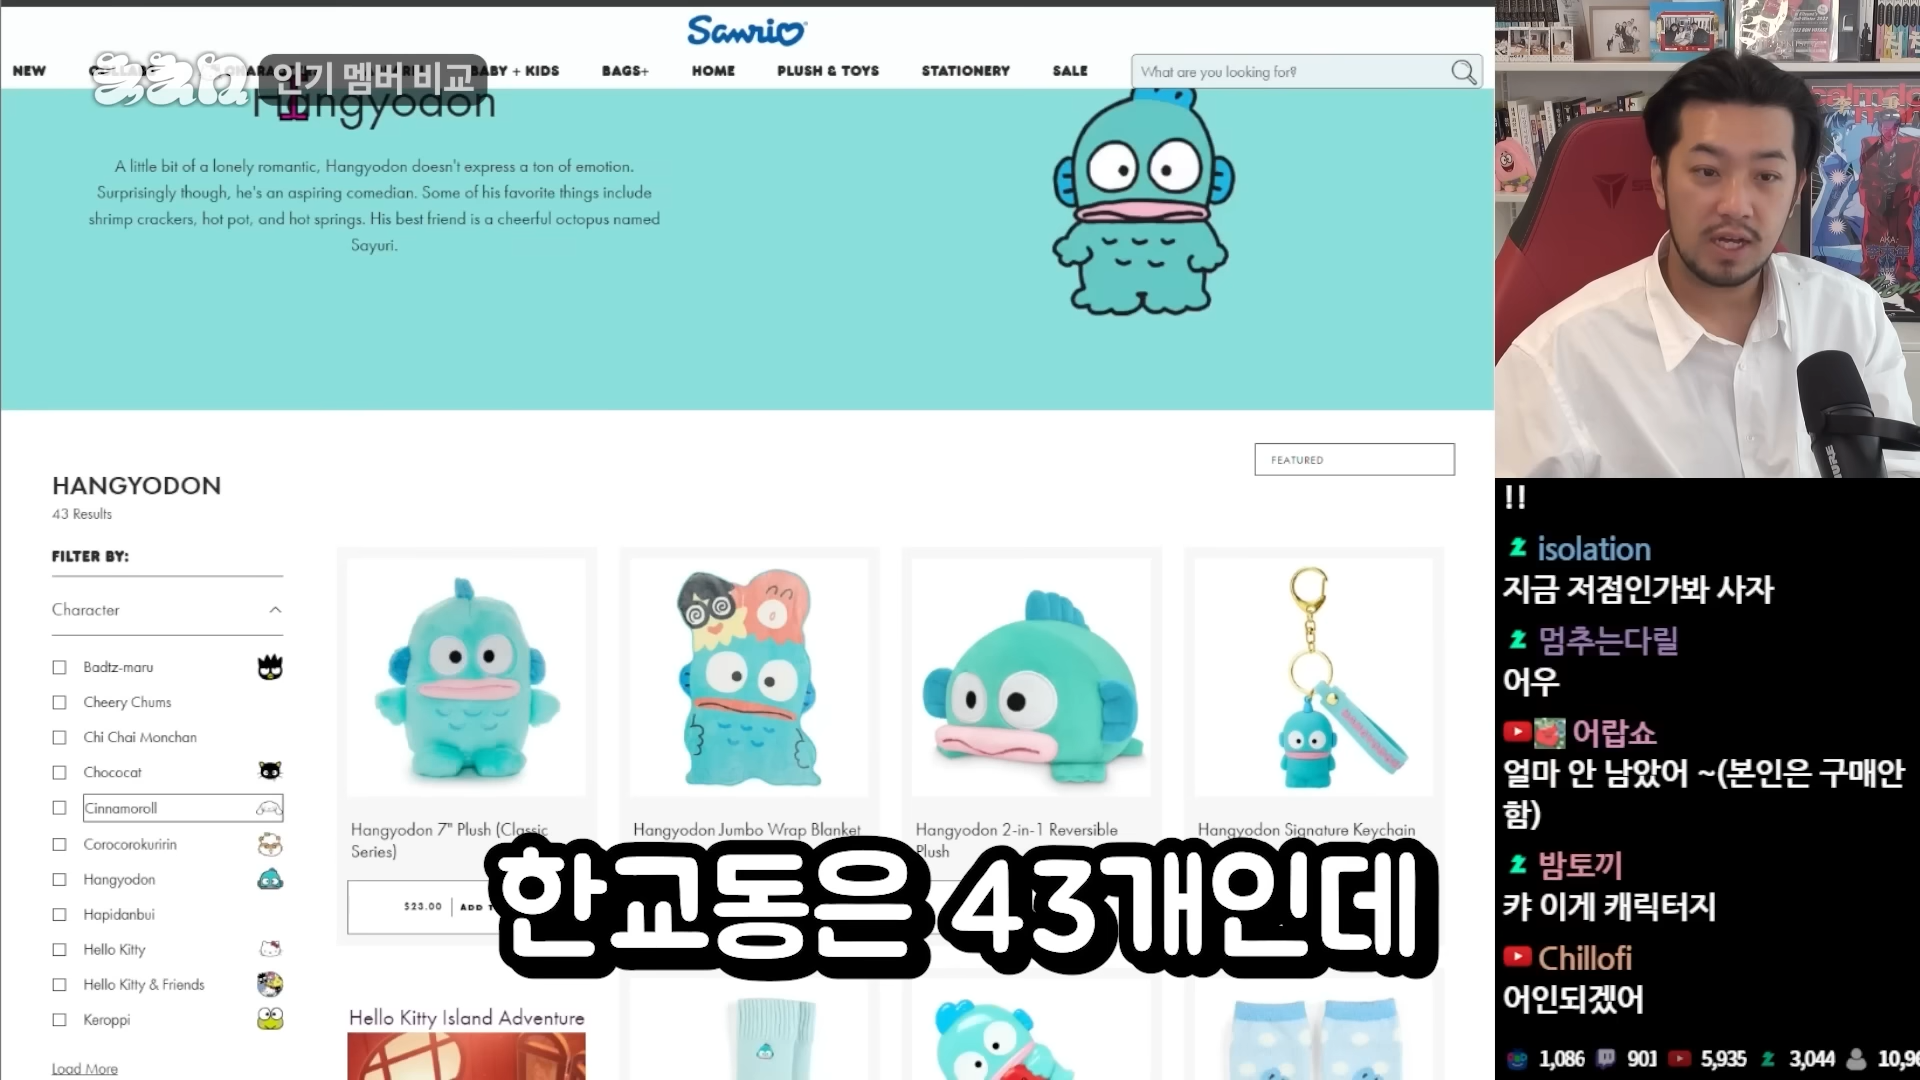 Sanrio
NEW
BABY + KIDS
BAGS+
HOME
PLUSH & TOYS
STATIONERY
SALE
What are you looking for?
인기 멤버 비교
Hangyodon
A little bit of a lonely romantic, Hangyodon doesn't express a ton of emotion.
Surprisingly though, he's an aspiring comedian. Some of his favorite things include
shrimp crackers, hot pot, and hot springs. His best friend is a cheerful octopus named
Sayuri.
FEATURED
HANGYODON
43 Results
FILTER BY:
Character
Badtz-maru
Cheery Chums
Chi Chai Monchan
Chococat
Cinnamoroll
Corocorokuririn
Hangyodon
Hapidanbui
Hello Kitty
Hello Kitty & Friends
Keroppi
Load More
Hangyodon 7" Plush (Classic
Series)
$23.00
Hangyodon Jumbo Wrap Blanket
Hangyodon 2-in-1 Reversible
Plush
Hangyodon Signature Keychain
한교동은 43개인데
Hello Kitty Island Adventure
!!
isolation
지금 저점인가봐 사자
멈추는다릴
어우
어랍쇼
얼마 안 남았어 ~(본인은 구매안
함)
밤토끼
캬 이게 캐릭터지
Chillofi
어인되겠어
1,086 901 5,935 3,044